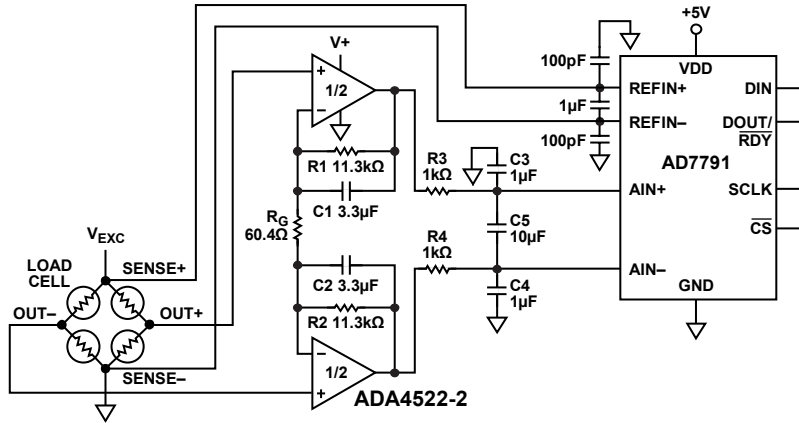 +5V
V+
100pF
VDD
1/2
REFIN+
DIN
1µF
REFIN–
DOUT/
RDY
100pF
R1 11.3kΩ
R3
1kΩ
C3
1µF
AD7791
C1 3.3µF
AIN+
SCLK
RG
60.4Ω
C5
10µF
CS
VEXC
SENSE+
C2 3.3µF
R4
1kΩ
AIN–
LOAD
CELL
GND
OUT–
OUT+
R2 11.3kΩ
C4
1µF
1/2
SENSE–
ADA4522-2